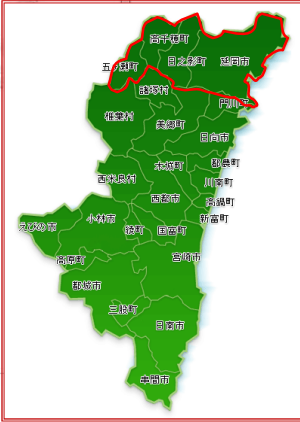 高千穂町
五ヶ瀬町
日之影町
延岡市
諸塚村
門川町
椎葉村
美郷町
日向市
木城町
都農町
西米良村
川南町
西都市
高鍋町
小林市
新富町
えびの市
綾町
国富町
高原町
宮崎市
都城市
三股町
日南市
串間市